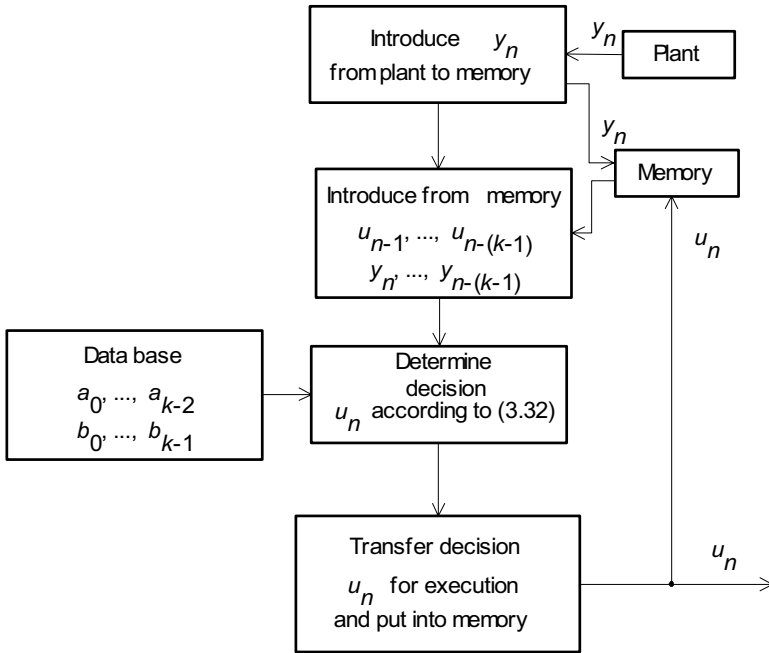 Introduce y_n
from plant to memory
y_n
Plant
y_n
Memory
Introduce from memory
u_{n-1}, ..., u_{n-(k-1)}
y_n, ..., y_{n-(k-1)}
u_n
Data base
a_0, ..., a_{k-2}
b_0, ..., b_{k-1}
Determine
decision
u_n according to (3.32)
Transfer decision
u_n for execution
and put into memory
u_n